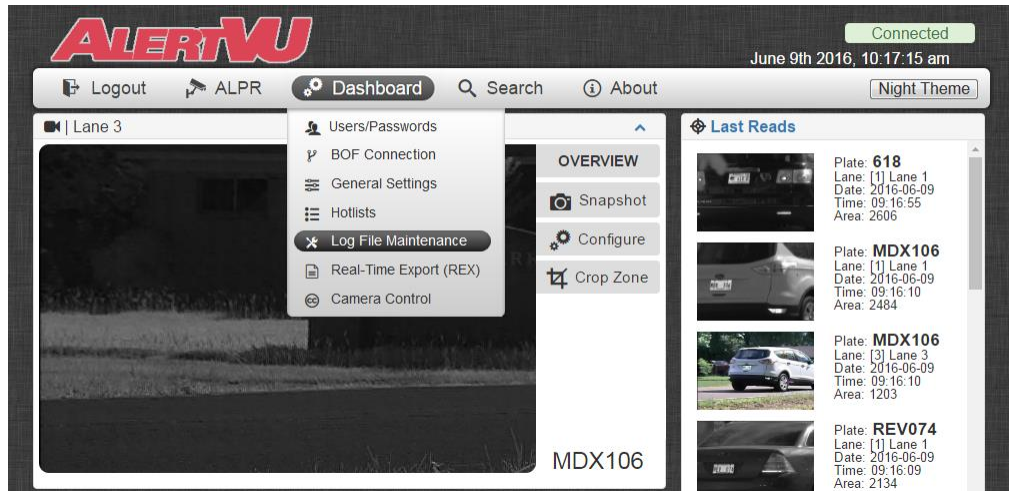 ALERTVU
Connected
June 9th 2016, 10:17:15 am
Logout ALPR Dashboard Search About Night Theme
| Lane 3
Users/Passwords
BOF Connection
General Settings
Hotlists
Log File Maintenance
Real-Time Export (REX)
Camera Control
OVERVIEW
Snapshot
Configure
Crop Zone
MDX106
Last Reads
Plate: 618
Lane: [1] Lane 1
Date: 2016-06-09
Time: 09:16:55
Area: 2606
Plate: MDX106
Lane: [1] Lane 1
Date: 2016-06-09
Time: 09:16:10
Area: 2484
Plate: MDX106
Lane: [3] Lane 3
Date: 2016-06-09
Time: 09:16:10
Area: 1203
Plate: REV074
Lane: [1] Lane 1
Date: 2016-06-09
Time: 09:16:09
Area: 2134